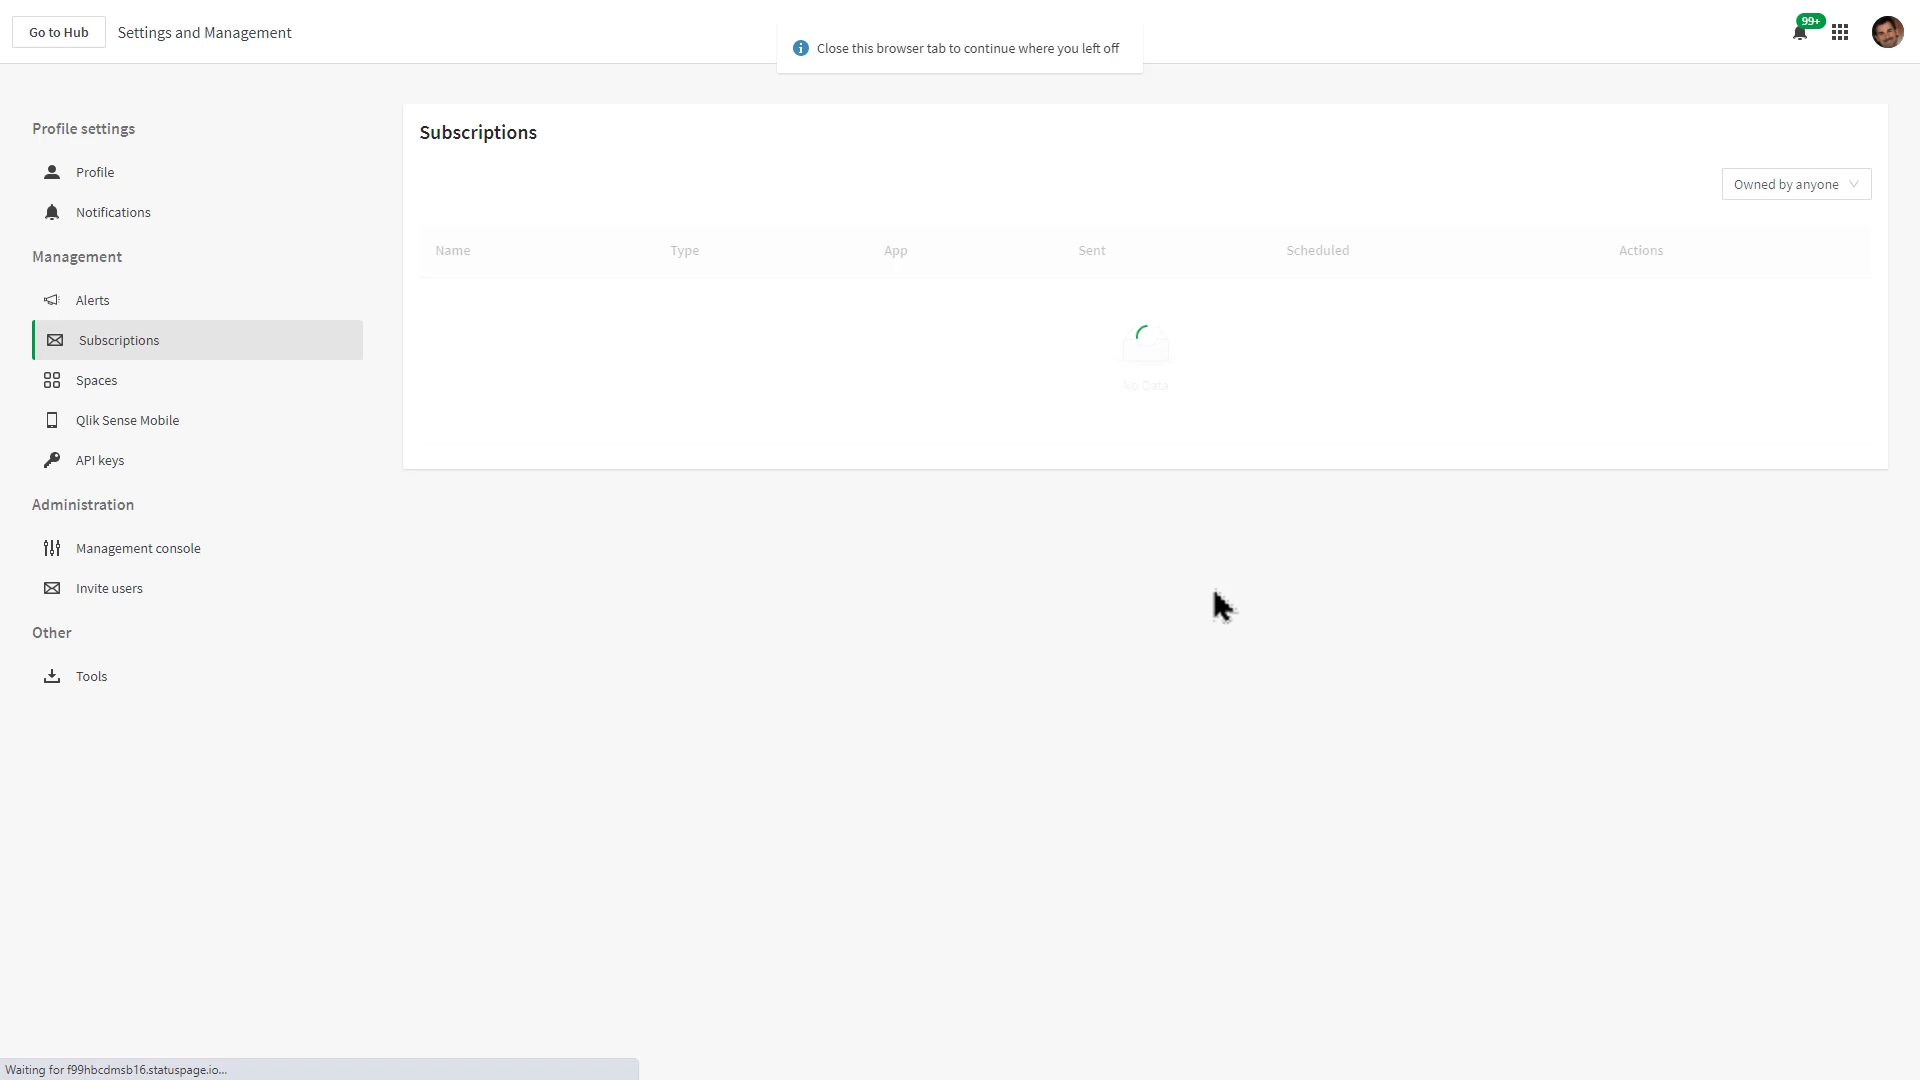 Go to Hub
Settings and Management
Close this browser tab to continue where you left off
99+
Profile settings
Profile
Notifications
Management
Alerts
Subscriptions
Spaces
Qlik Sense Mobile
API keys
Administration
Management console
Invite users
Other
Tools
Subscriptions
Owned by anyone
Name Type App Sent Scheduled Actions
No Data
Waiting for f99hbcdmsb16.statuspage.io...